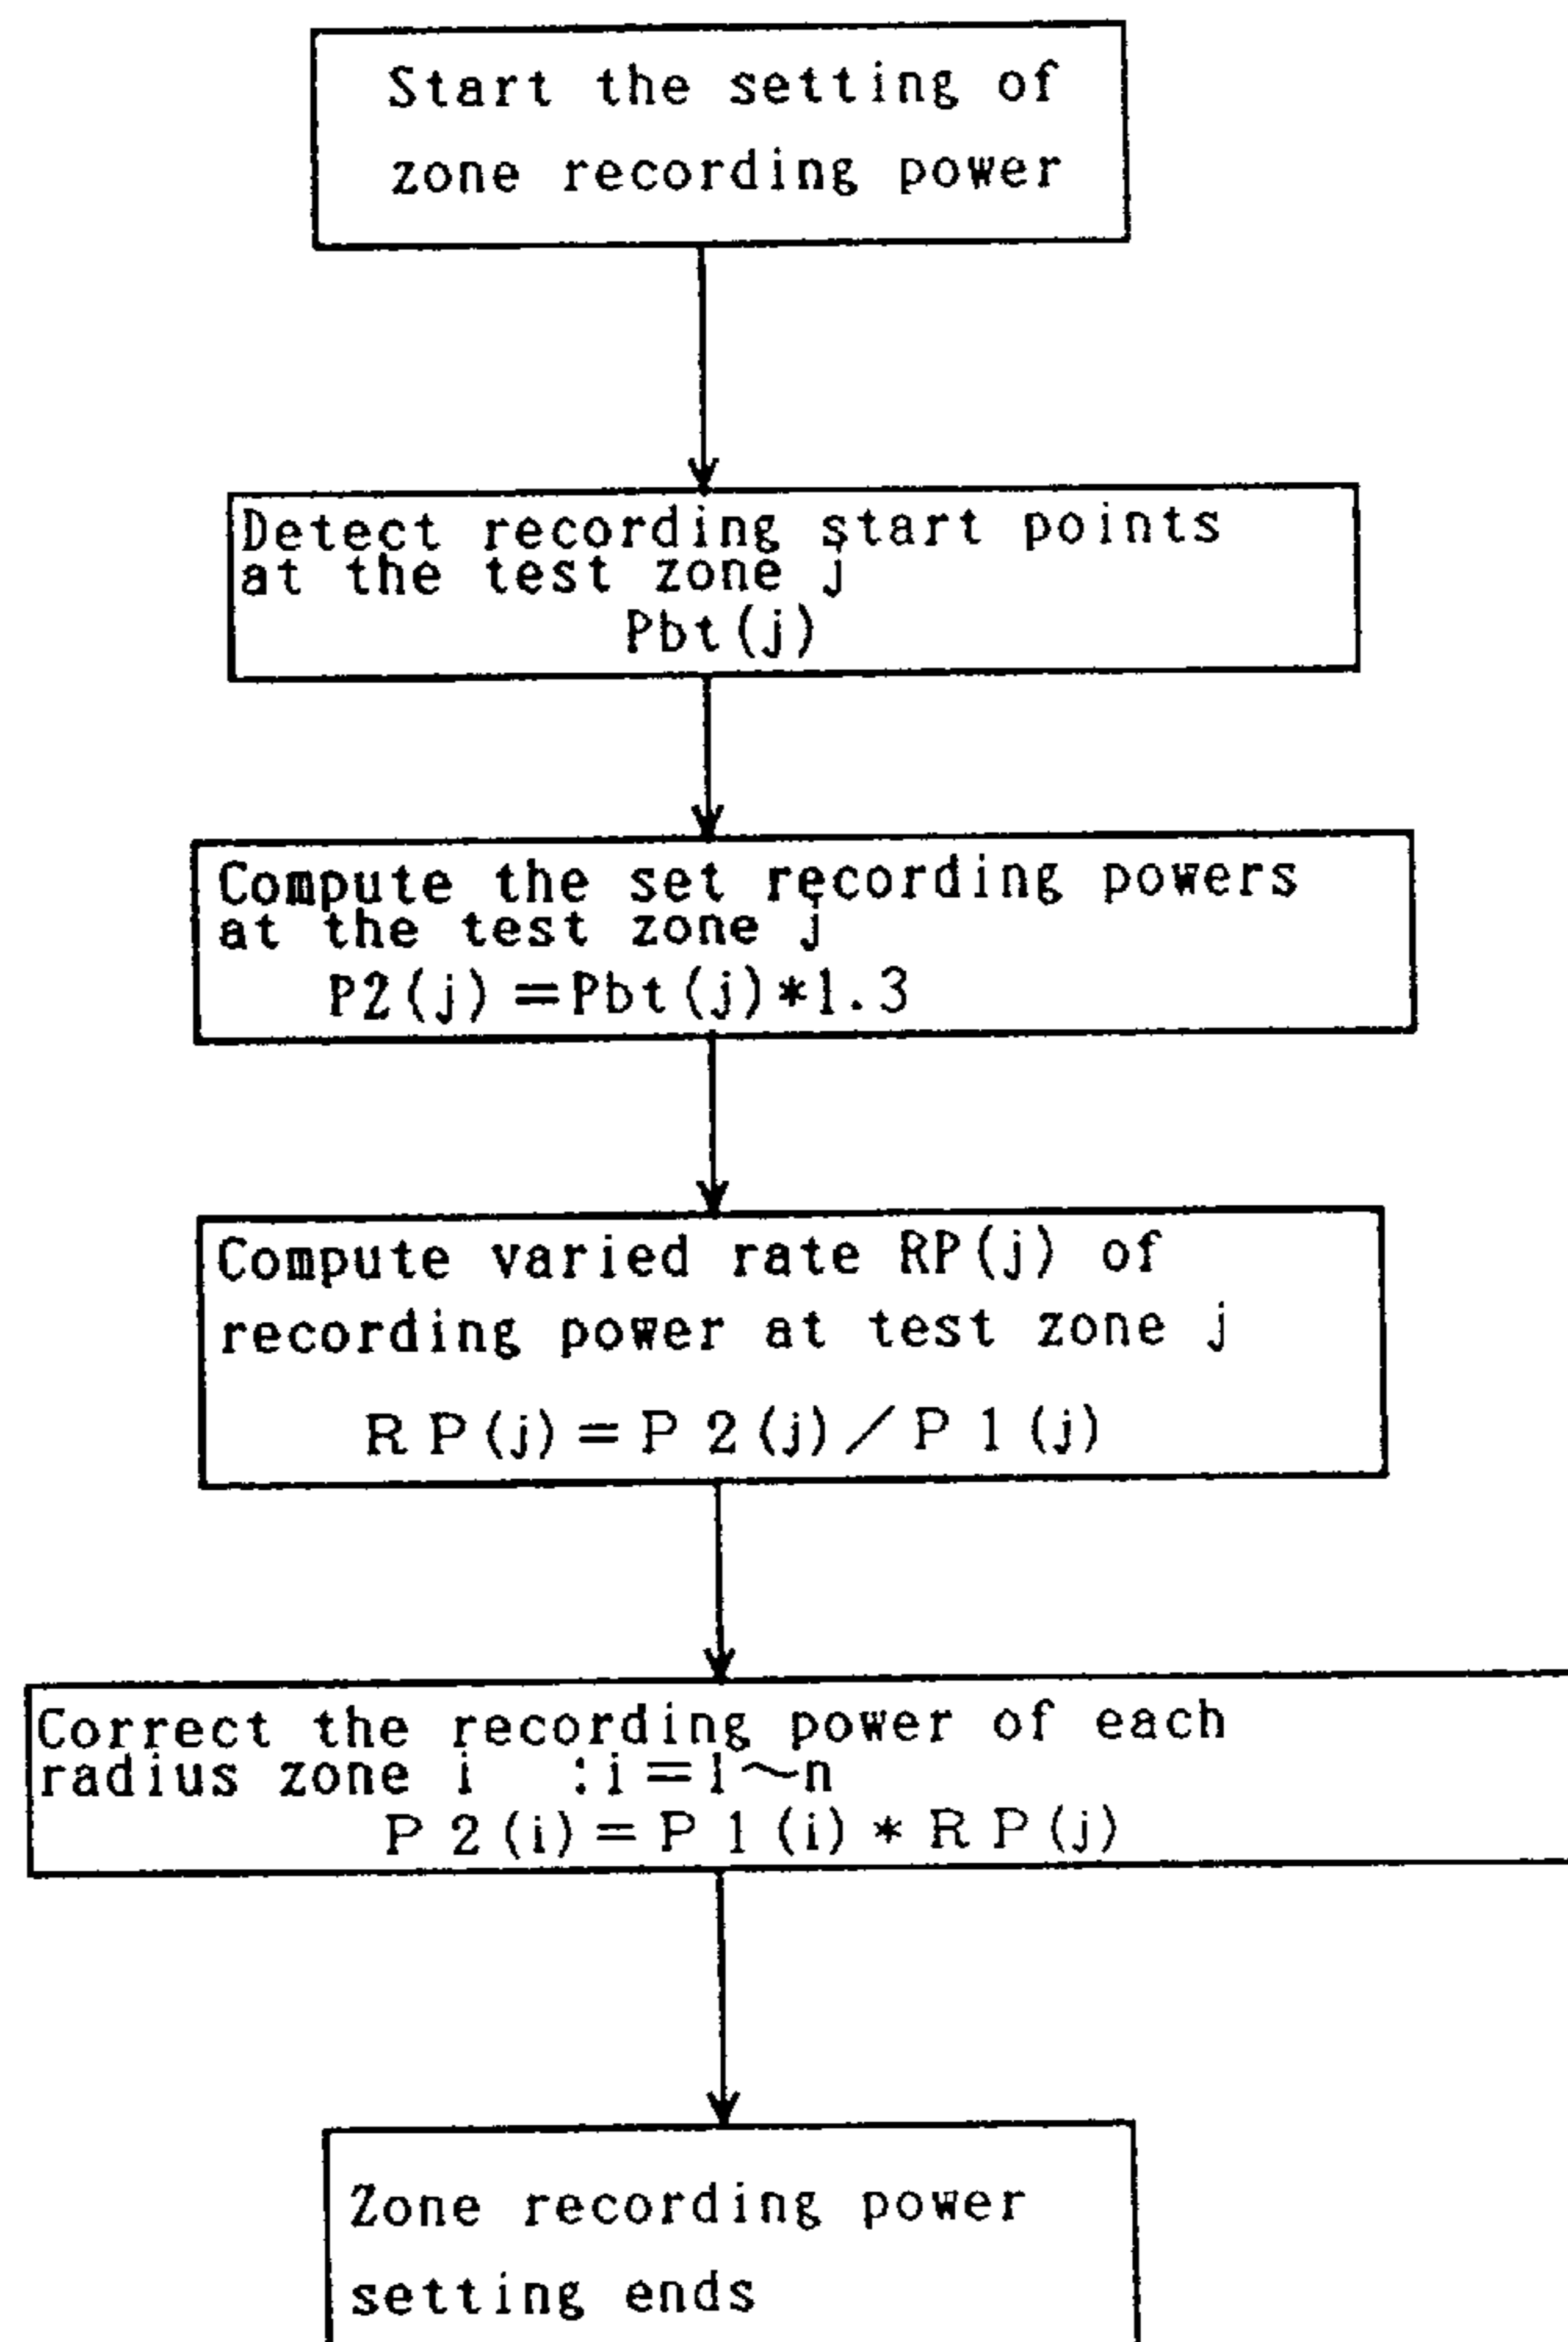 Start the setting of
zone recording power
Detect recording start points
at the test zone j
Pbt(j)
Compute the set recording powers
at the test zone j
P2(j)=Pbt(j)*1.3
Compute varied rate RP(j) of
recording power at test zone j
RP(j)=P2(j)/P1(j)
Correct the recording power of each
radius zone i :i=1~n
P2(i)=P1(i)*RP(j)
Zone recording power
setting ends